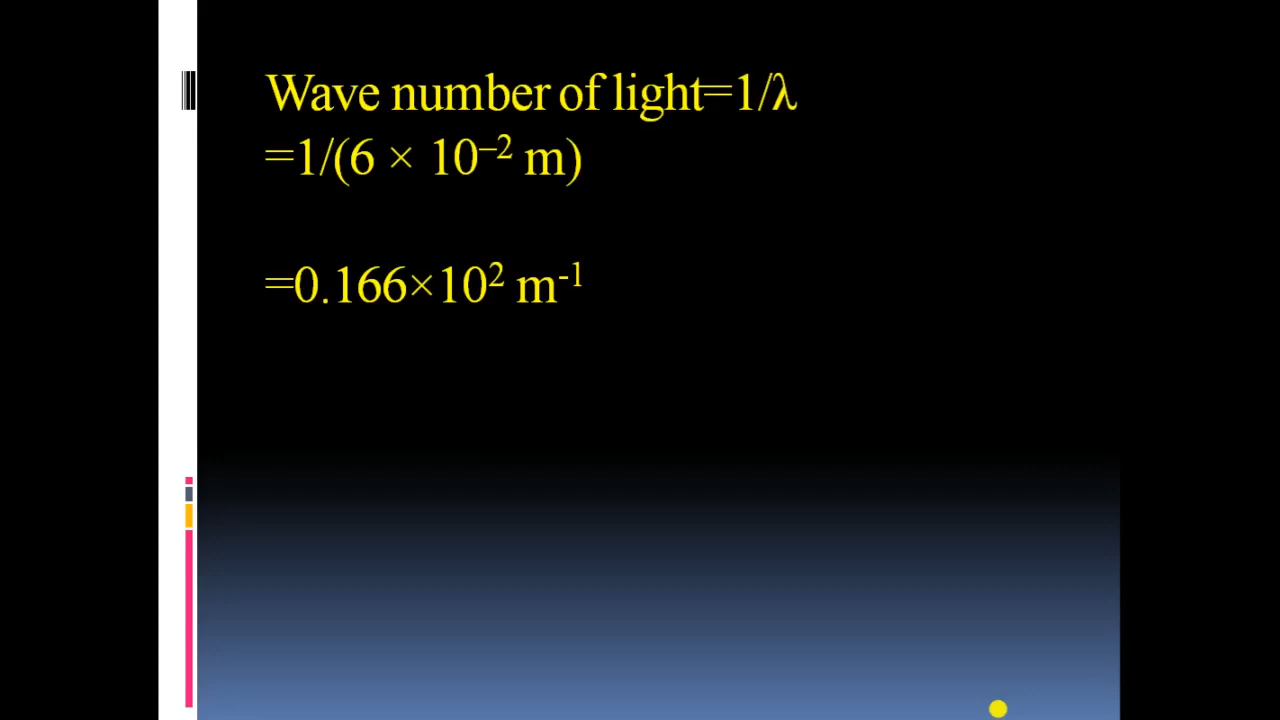 Wave number of light=1/λ
=1/(6 × 10⁻² m)
=0.166×10² m⁻¹